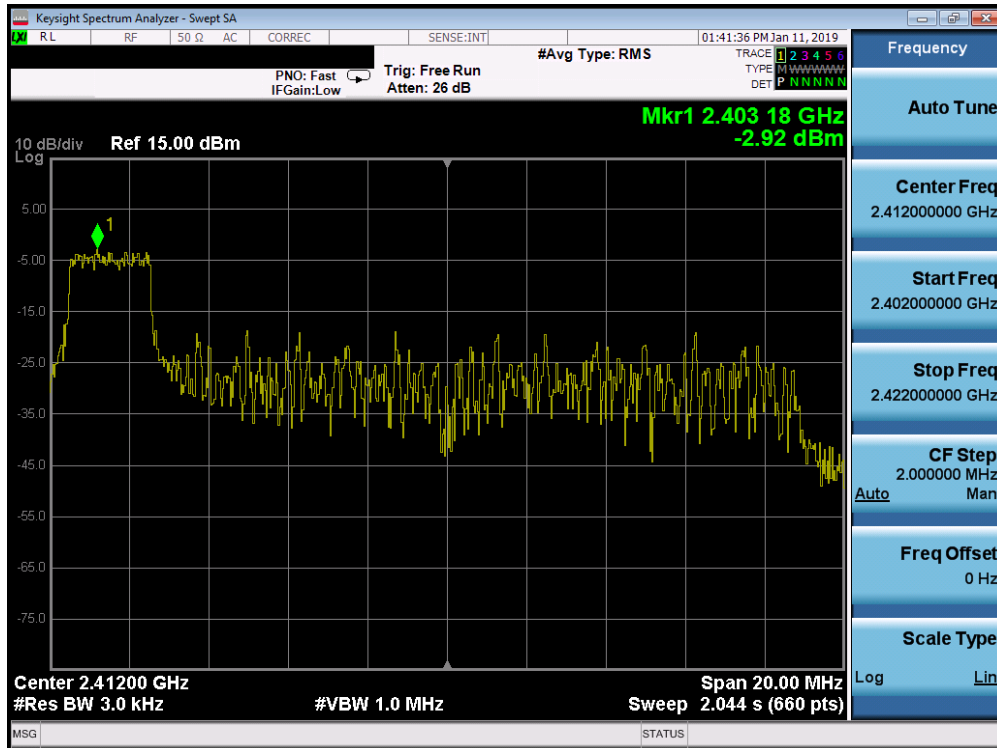 Keysight Spectrum Analyzer - Swept SA
LXI RL RF 50 Ω AC CORREC SENSE:INT 01:41:36 PM Jan 11, 2019
#Avg Type: RMS TRACE 1 2 3 4 5 6
PNO: Fast Trig: Free Run TYPE M WWWWW
IFGain:Low Atten: 26 dB DET P N N N N N
Mkr1 2.403 18 GHz
-2.92 dBm
10 dB/div Ref 15.00 dBm
Log
5.00
1
-5.00
-15.0
-25.0
-35.0
-45.0
-55.0
-65.0
-75.0
Center 2.41200 GHz Span 20.00 MHz
#Res BW 3.0 kHz #VBW 1.0 MHz Sweep 2.044 s (660 pts)
MSG STATUS
Frequency
Auto Tune
Center Freq
2.412000000 GHz
Start Freq
2.402000000 GHz
Stop Freq
2.422000000 GHz
CF Step
2.000000 MHz
Auto Man
Freq Offset
0 Hz
Scale Type
Log Lin